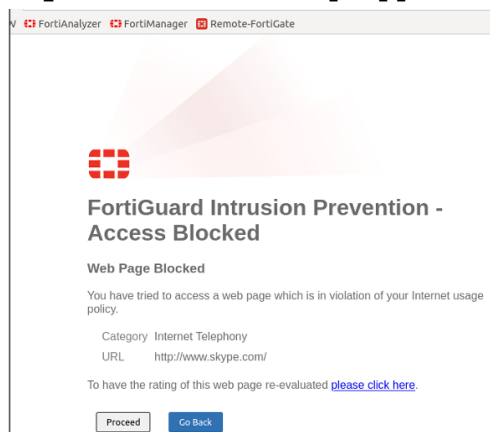 FortiAnalyzer FortiManager Remote-FortiGate
FortiGuard Intrusion Prevention -
Access Blocked
Web Page Blocked
You have tried to access a web page which is in violation of your Internet usage
policy.
Category Internet Telephony
URL http://www.skype.com/
To have the rating of this web page re-evaluated please click here.
Proceed Go Back